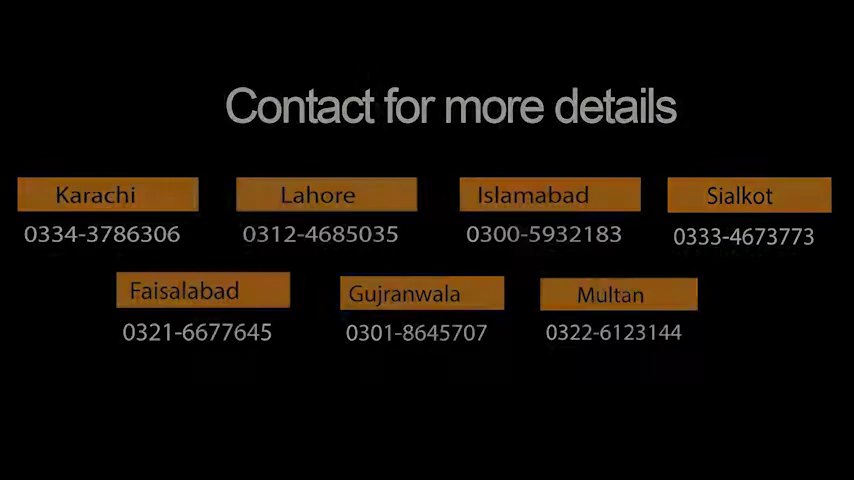 Contact for more details
Karachi Lahore Islamabad Sialkot
0334-3786306 0312-4685035 0300-5932183 0333-4673773
Faisalabad Gujranwala Multan
0321-6677645 0301-8645707 0322-6123144